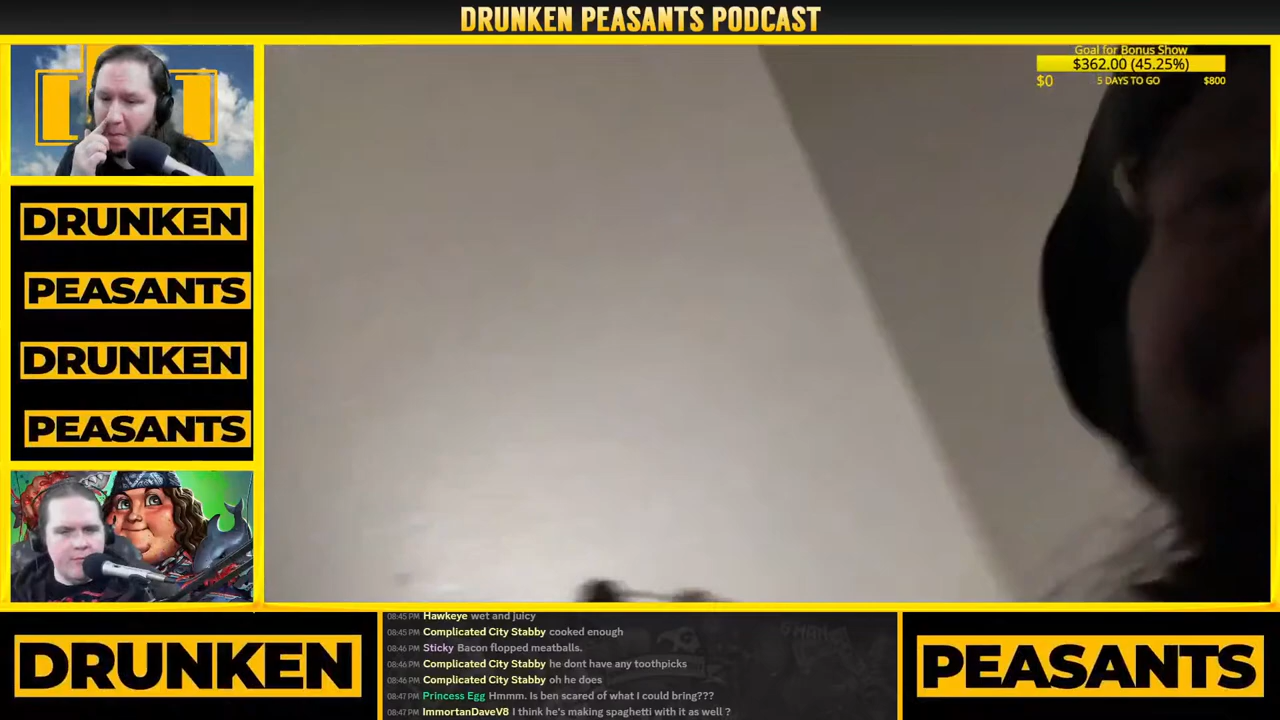 DRUNKEN PEASANTS PODCAST
Goal for Bonus Show
$362.00 (45.25%)
$0 5 DAYS TO GO $800
DRUNKEN
PEASANTS
DRUNKEN
PEASANTS
08:45 PM Hawkeye wet and juicy
08:45 PM Complicated City Stabby cooked enough
08:46 PM Sticky Bacon flopped meatballs.
08:46 PM Complicated City Stabby he dont have any toothpicks
08:46 PM Complicated City Stabby oh he does
08:47 PM Princess Egg Hmmm. Is ben scared of what I could bring???
08:47 PM ImmortanDaveV8 I think he's making spaghetti with it as well ?
DRUNKEN
PEASANTS